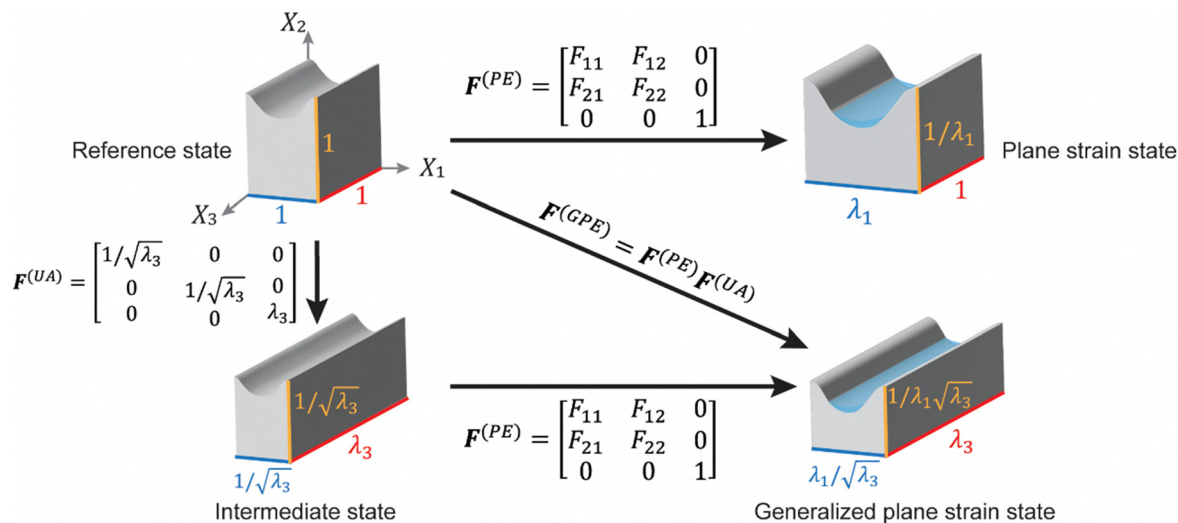 X₂
F^(PE) = [F₁₁ F₁₂ 0
F₂₁ F₂₂ 0
0 0 1]
Reference state
1
X₁
1/λ₁
Plane strain state
X₃
1
1
λ₁
1
F^(UA) = [1/√λ₃ 0 0
0 1/√λ₃ 0
0 0 λ₃]
F^(GPE) = F^(PE)F^(UA)
1/√λ₃
λ₃
1/√λ₃
Intermediate state
F^(PE) = [F₁₁ F₁₂ 0
F₂₁ F₂₂ 0
0 0 1]
1/λ₁√λ₃
λ₃
λ₁/√λ₃
Generalized plane strain state